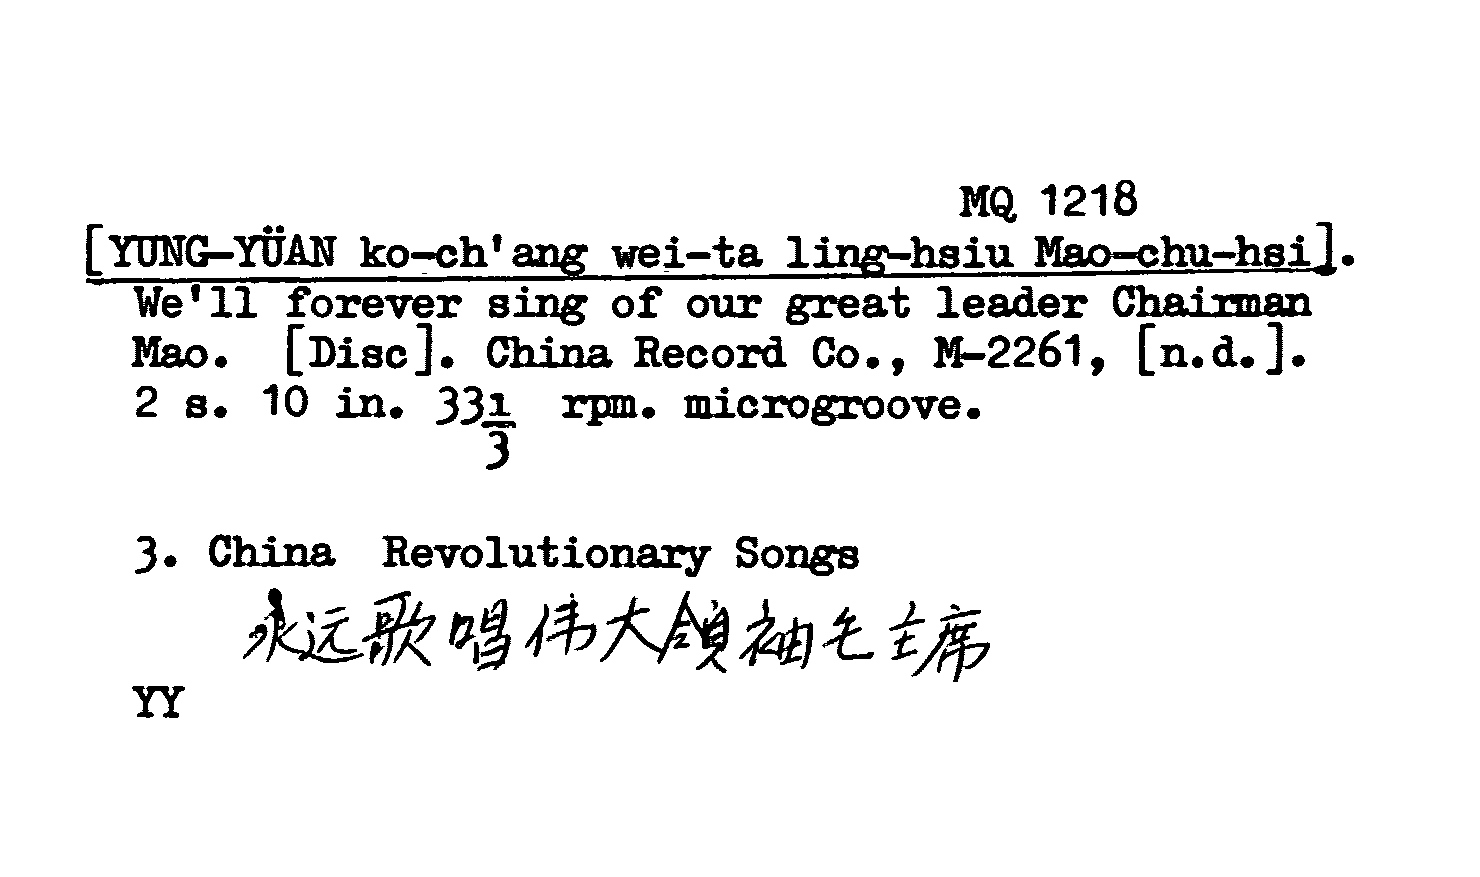 MQ 1218
[YUNG-YÜAN ko-ch'ang wei-ta ling-hsiu Mao-chu-hsi].
We'll forever sing of our great leader Chairman
Mao. [Disc]. China Record Co., M-2261, [n.d.].
2 s. 10 in. 33 1/3 rpm. microgroove.
3. China Revolutionary Songs
永远歌唱伟大領袖毛主席
YY